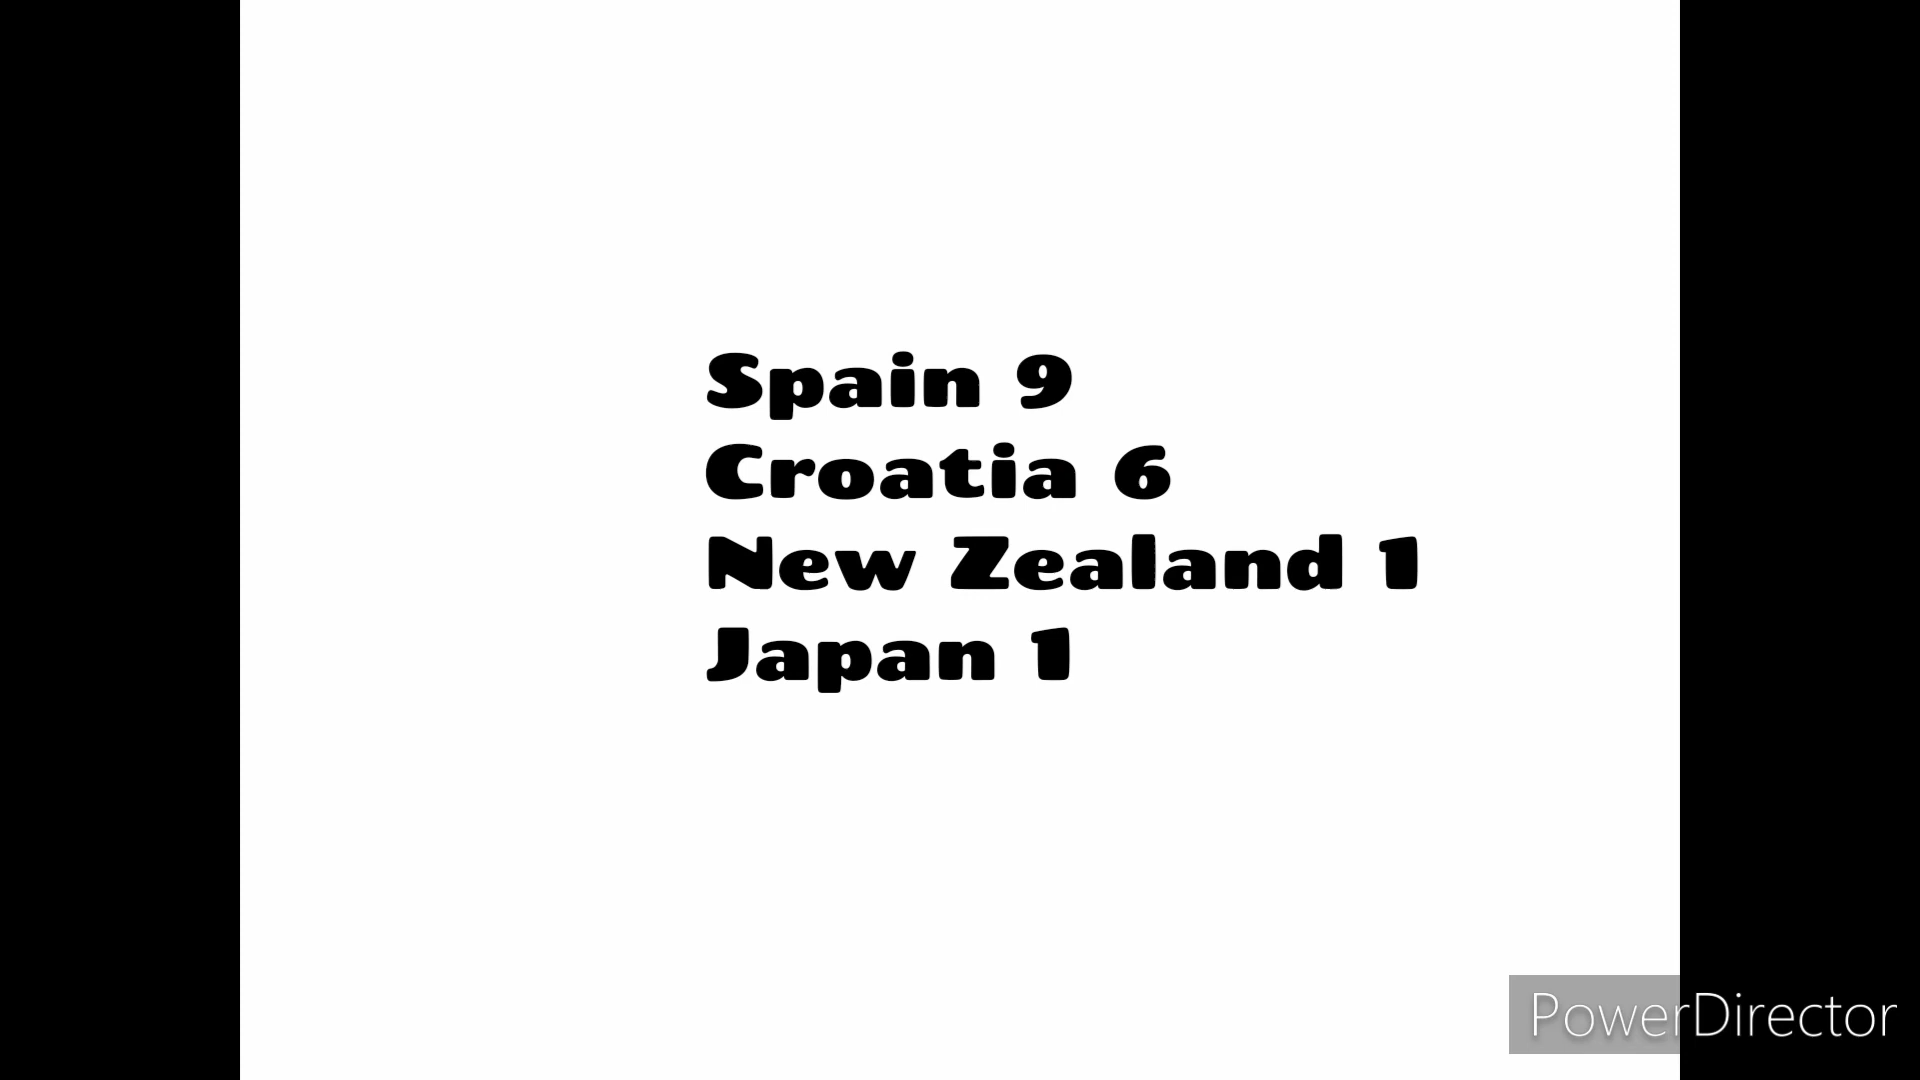 Spain 9
Croatia 6
New Zealand 1
Japan 1
PowerDirector